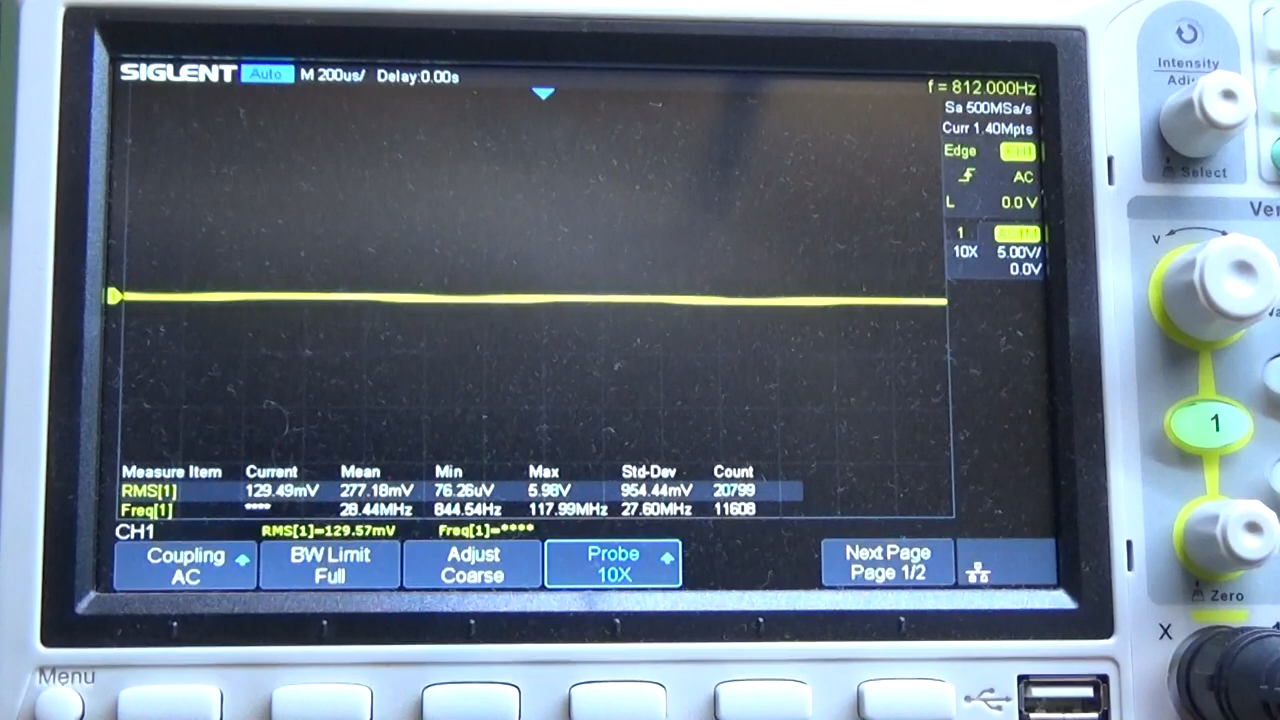 SIGLENT Auto M 200us/ Delay:0.00s
f = 812.000Hz
Sa 500MSa/s
Curr 1.40Mpts
Edge CH1
AC
L 0.0 V
1
10X 5.00V/
0.0V
Measure Item Current Mean Min Max Std-Dev Count
RMS[1] 129.49mV 277.18mV 76.26uV 5.98V 954.44mV 20799
Freq[1] **** 28.44MHz 844.54Hz 117.99MHz 27.60MHz 11608
CH1 RMS[1]=129.57mV Freq[1]=****
Coupling BW Limit Adjust Probe Next Page
AC Full Coarse 10X Page 1/2
Menu
Intensity
Select
V
1
Zero
X